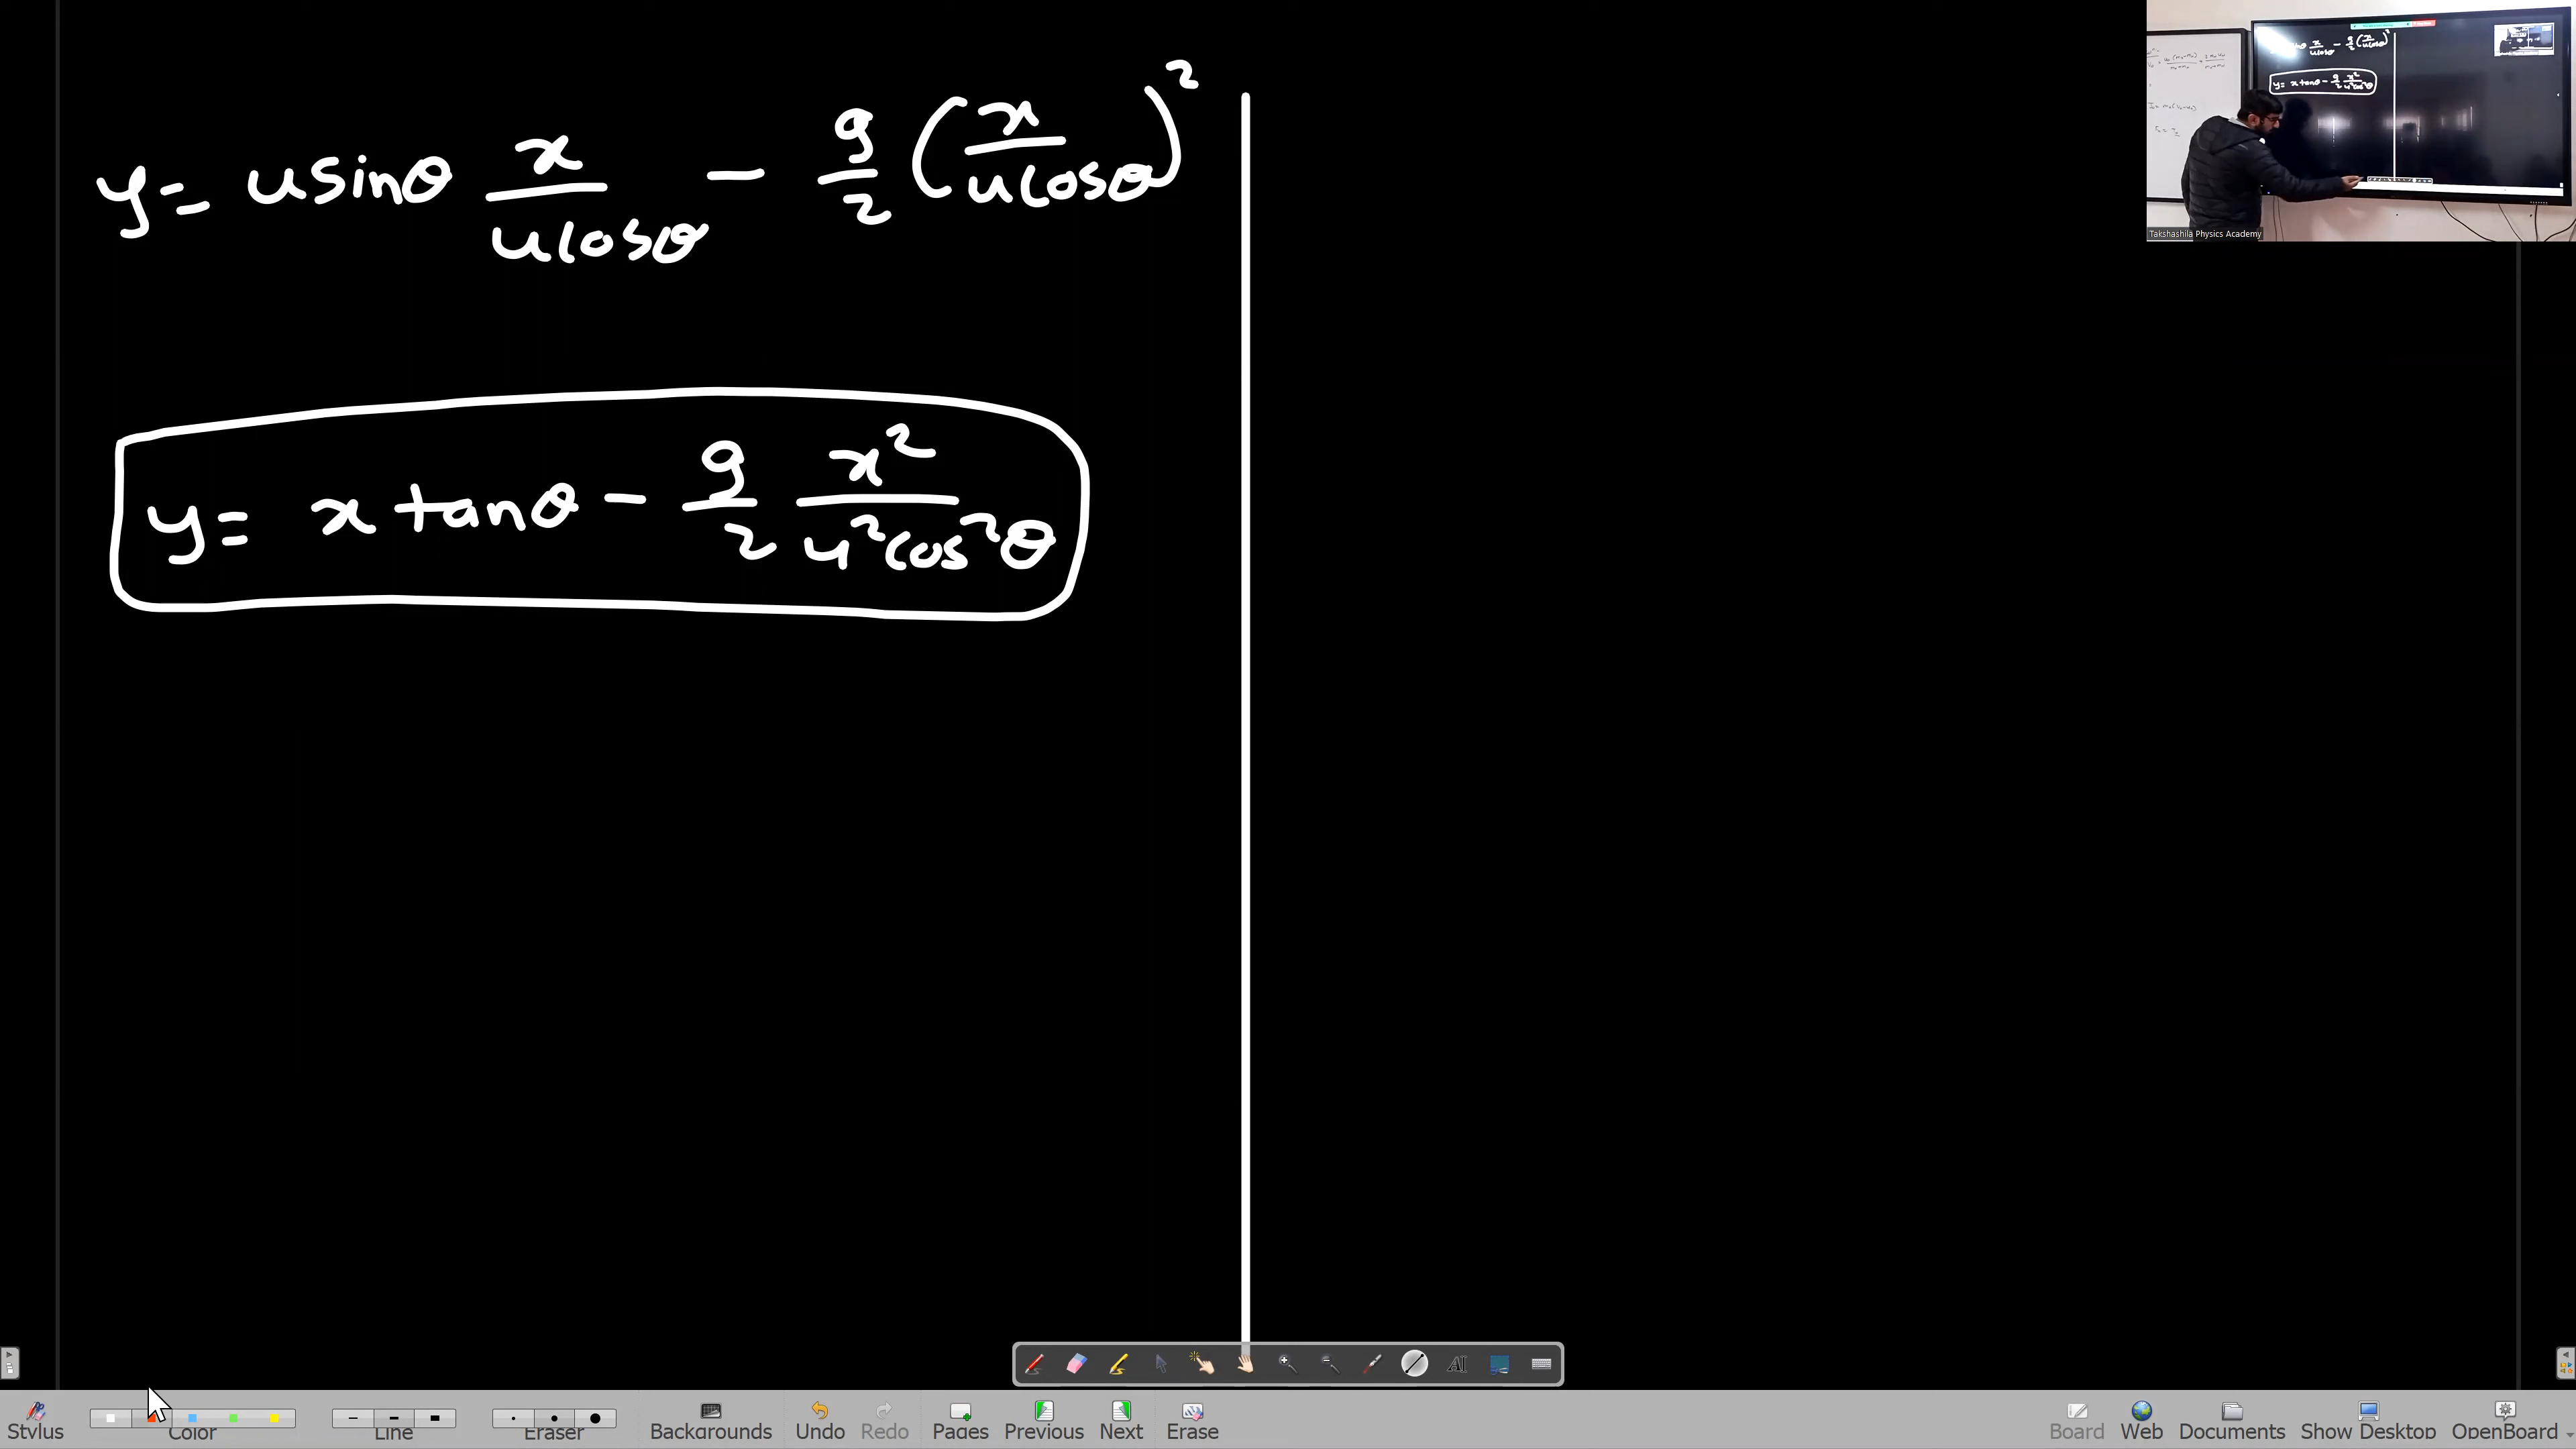 y = usinθ x/ucosθ − g/2 (x/ucosθ)²
y = x tanθ − g/2 x²/u²cos²θ
Takshashila Physics Academy
Stylus Color Line Eraser Backgrounds Undo Redo Pages Previous Next Erase Board Web Documents Show Desktop OpenBoard